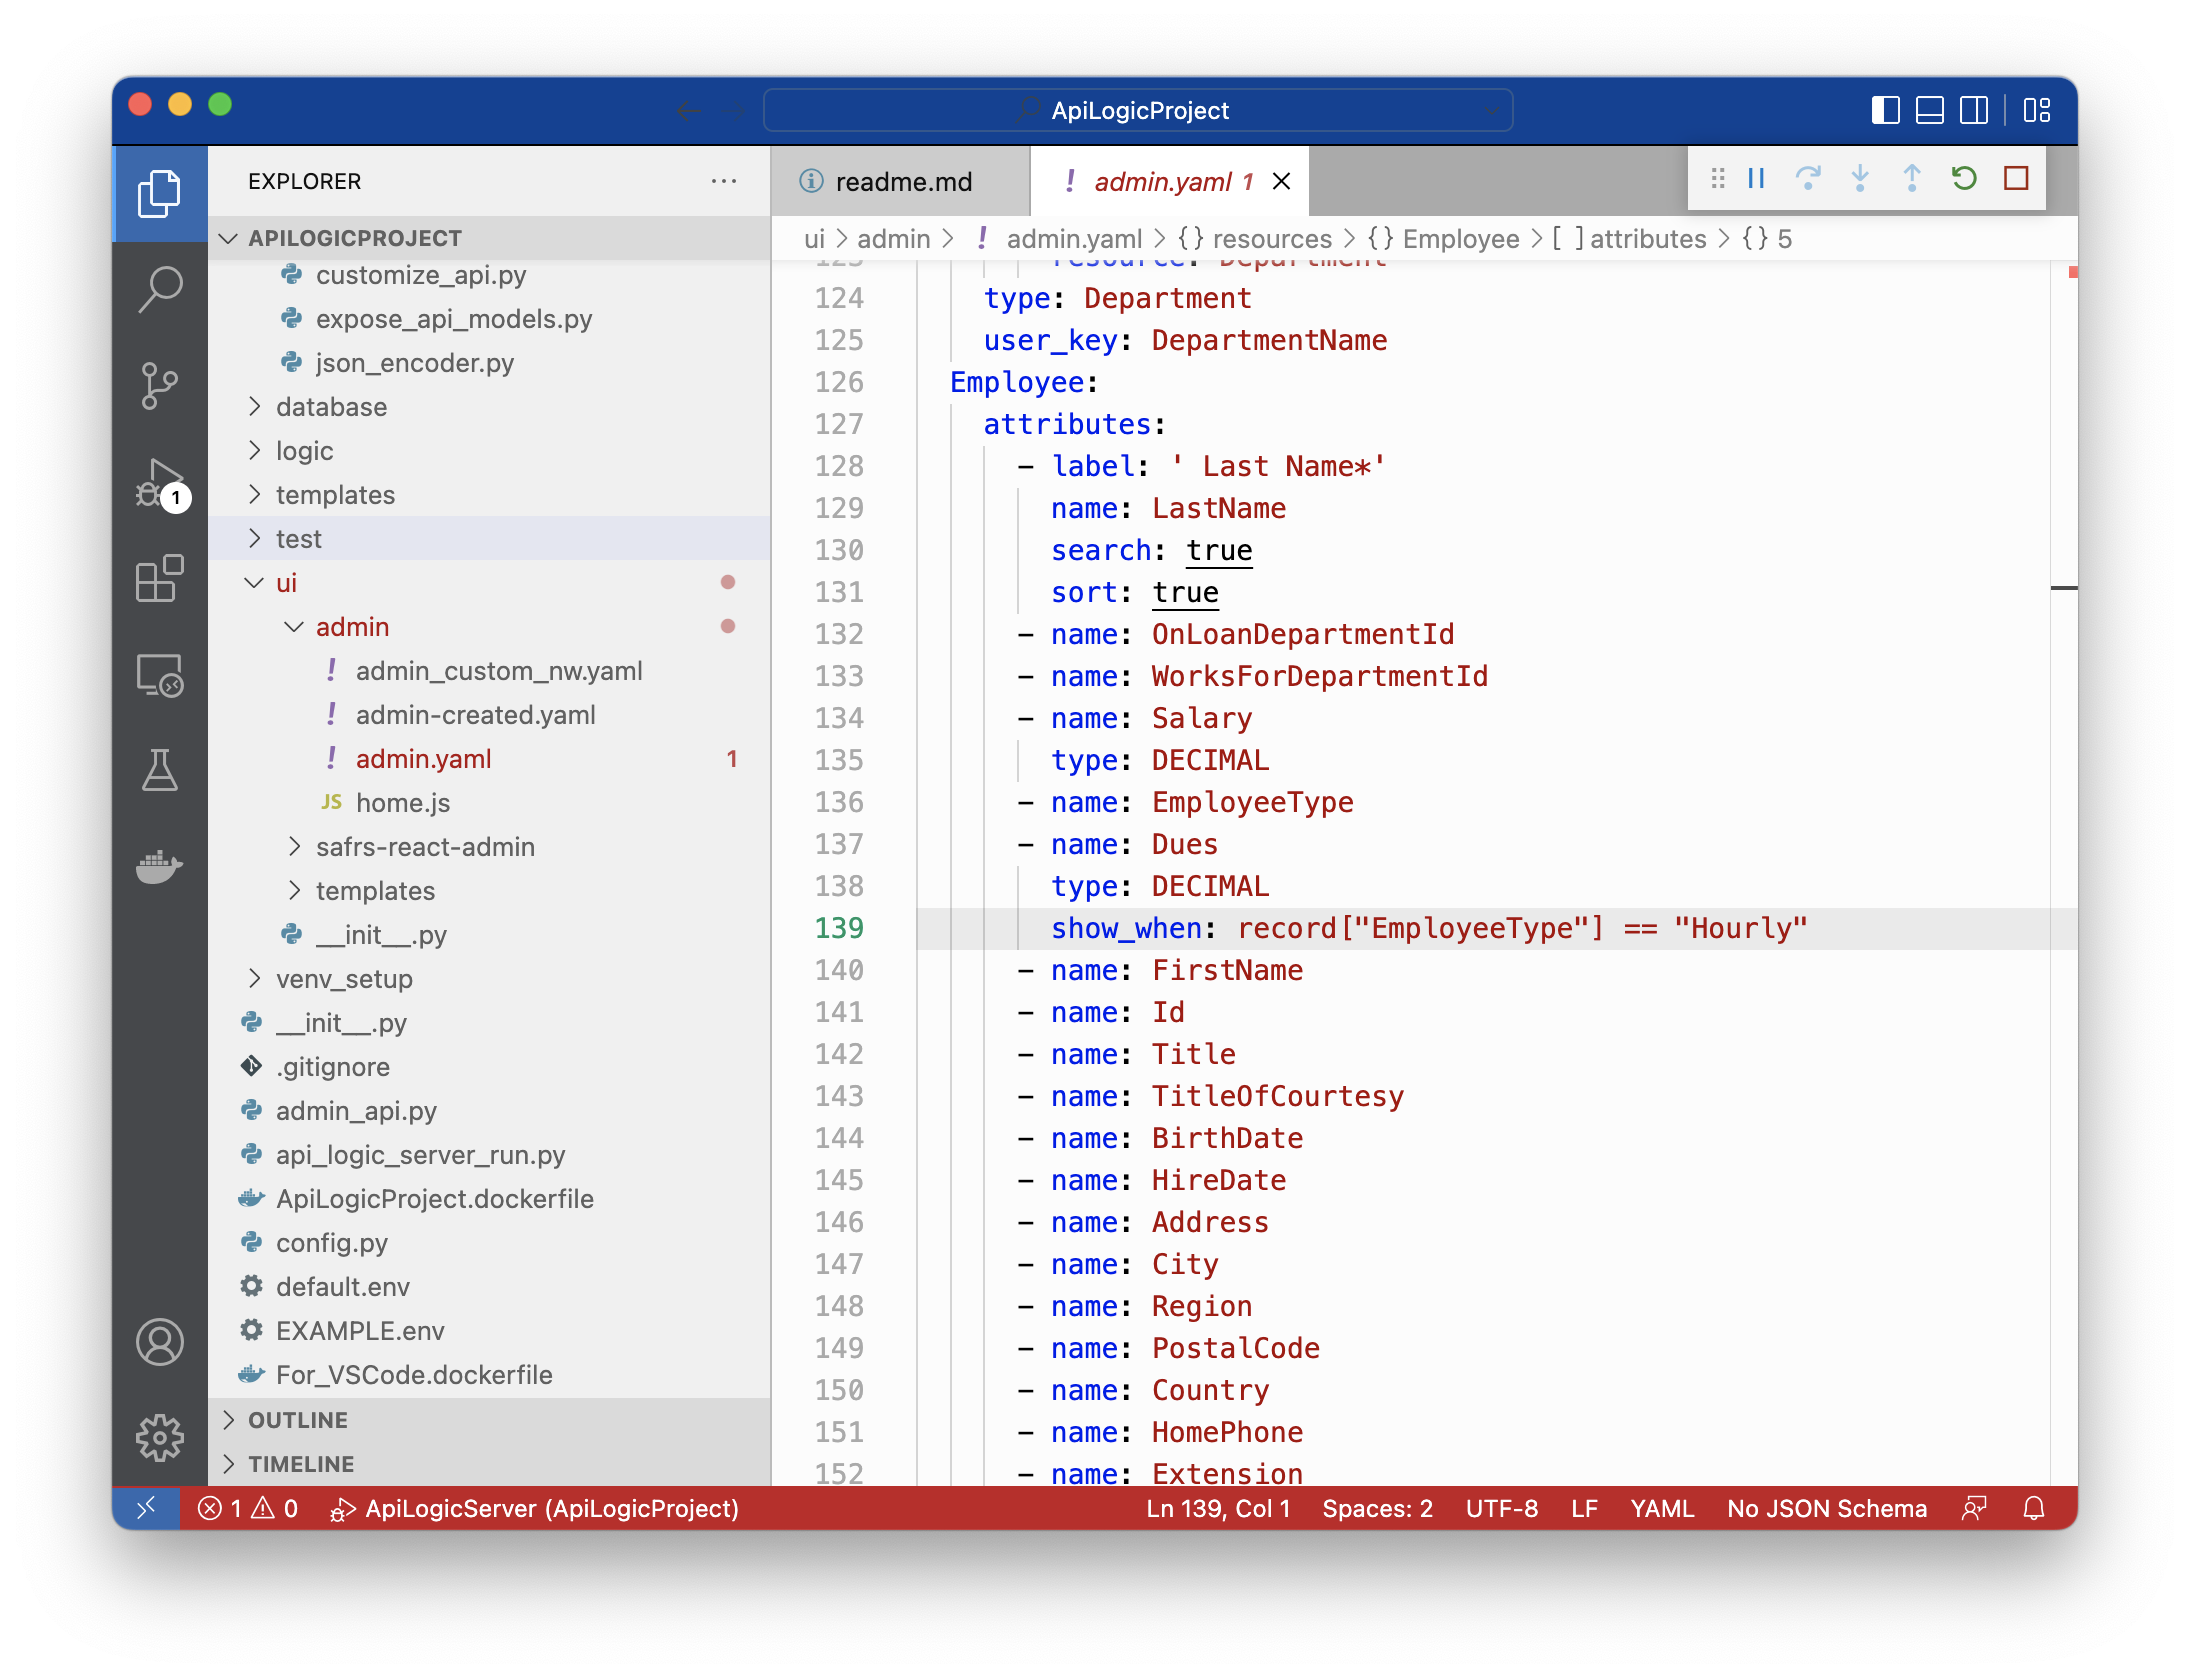 ApiLogicProject
EXPLORER
APILOGICPROJECT
customize_api.py
expose_api_models.py
json_encoder.py
database
logic
templates
test
ui
admin
admin_custom_nw.yaml
admin-created.yaml
admin.yaml 1
JS home.js
safrs-react-admin
templates
__init__.py
venv_setup
__init__.py
.gitignore
admin_api.py
api_logic_server_run.py
ApiLogicProject.dockerfile
config.py
default.env
EXAMPLE.env
For_VSCode.dockerfile
OUTLINE
TIMELINE
1
readme.md
! admin.yaml 1
ui > admin > ! admin.yaml > {} resources > {} Employee > [ ] attributes > {} 5
123 resource: Department
124 type: Department
125 user_key: DepartmentName
126 Employee:
127 attributes:
128 - label: ' Last Name*'
129 name: LastName
130 search: true
131 sort: true
132 - name: OnLoanDepartmentId
133 - name: WorksForDepartmentId
134 - name: Salary
135 type: DECIMAL
136 - name: EmployeeType
137 - name: Dues
138 type: DECIMAL
139 show_when: record["EmployeeType"] == "Hourly"
140 - name: FirstName
141 - name: Id
142 - name: Title
143 - name: TitleOfCourtesy
144 - name: BirthDate
145 - name: HireDate
146 - name: Address
147 - name: City
148 - name: Region
149 - name: PostalCode
150 - name: Country
151 - name: HomePhone
152 - name: Extension
1 0 ApiLogicServer (ApiLogicProject)
Ln 139, Col 1 Spaces: 2 UTF-8 LF YAML No JSON Schema